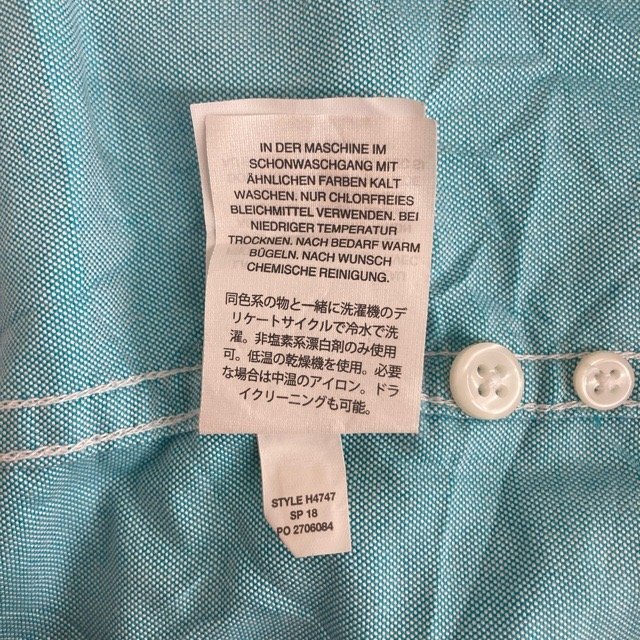 IN DER MASCHINE IM
SCHONWASCHGANG MIT
ÄHNLICHEN FARBEN KALT
WASCHEN. NUR CHLORFREIES
BLEICHMITTEL VERWENDEN. BEI
NIEDRIGER TEMPERATUR
TROCKNEN. NACH BEDARF WARM
BÜGELN. NACH WUNSCH
CHEMISCHE REINIGUNG.
同色系の物と一緒に洗濯機のデ
リケートサイクルで冷水で洗
濯。非塩素系漂白剤のみ使用
可。低温の乾燥機を使用。必要
な場合は中温のアイロン。ドラ
イクリーニングも可能。
STYLE H4747
SP 18
PO 2706084